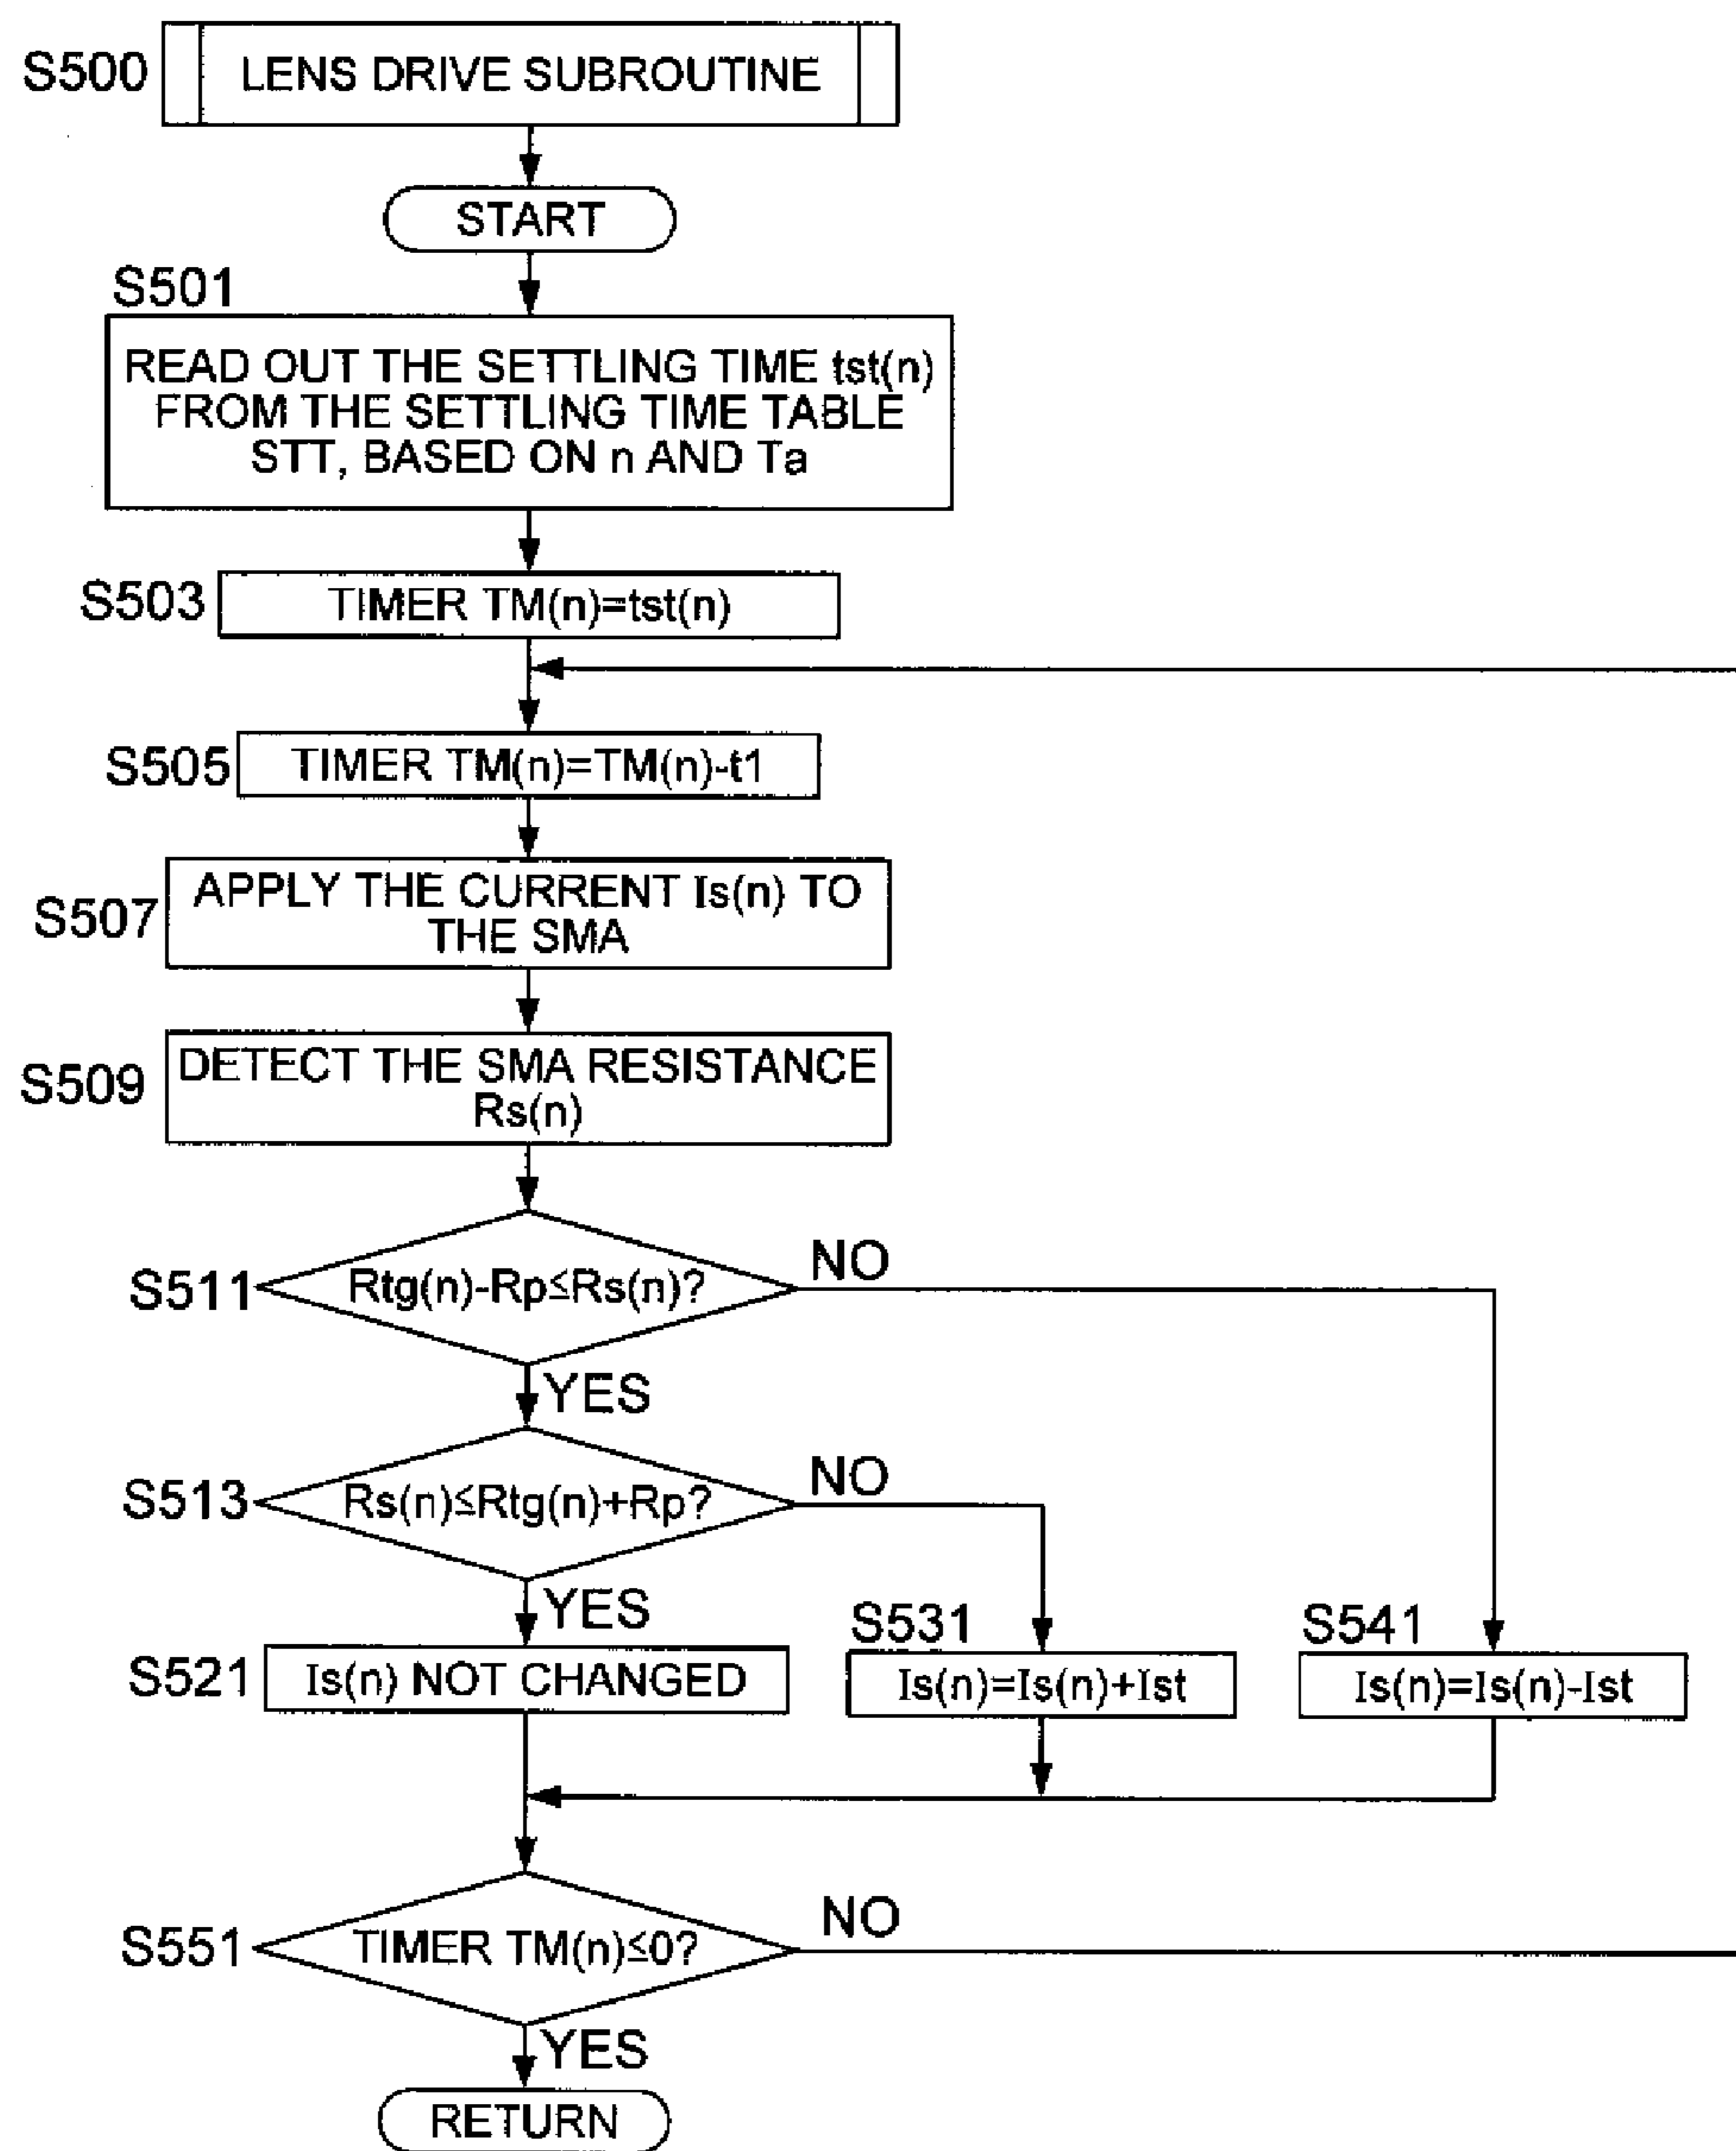 S500
LENS DRIVE SUBROUTINE
START
S501
READ OUT THE SETTLING TIME tst(n)
FROM THE SETTLING TIME TABLE
STT, BASED ON n AND Ta
S503
TIMER TM(n)=tst(n)
S505
TIMER TM(n)=TM(n)-t1
S507
APPLY THE CURRENT Is(n) TO
THE SMA
S509
DETECT THE SMA RESISTANCE
Rs(n)
S511
Rtg(n)-Rp≤Rs(n)?
NO
YES
S513
Rs(n)≤Rtg(n)+Rp?
NO
YES
S521
Is(n) NOT CHANGED
S531
Is(n)=Is(n)+Ist
S541
Is(n)=Is(n)-Ist
S551
TIMER TM(n)≤0?
NO
YES
RETURN